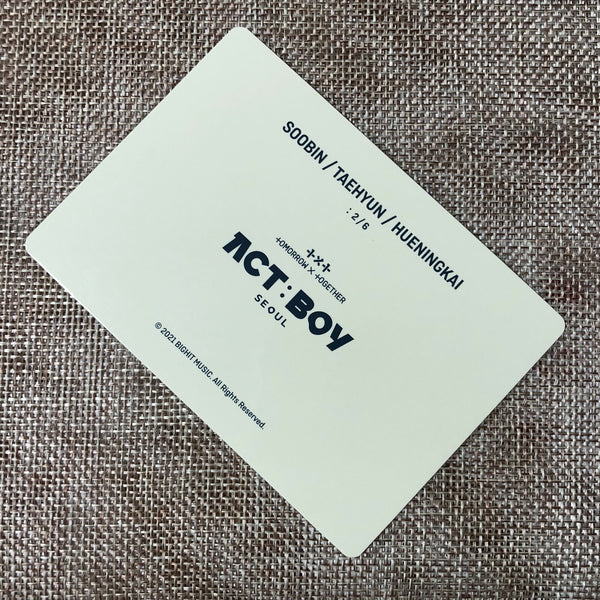 SOOBIN / TAEHYUN / HUENINGKAI
: 2/6
+x+
TOMORROW X TOGETHER
ACT:BOY
SEOUL
© 2021 BIGHIT MUSIC. All Rights Reserved.